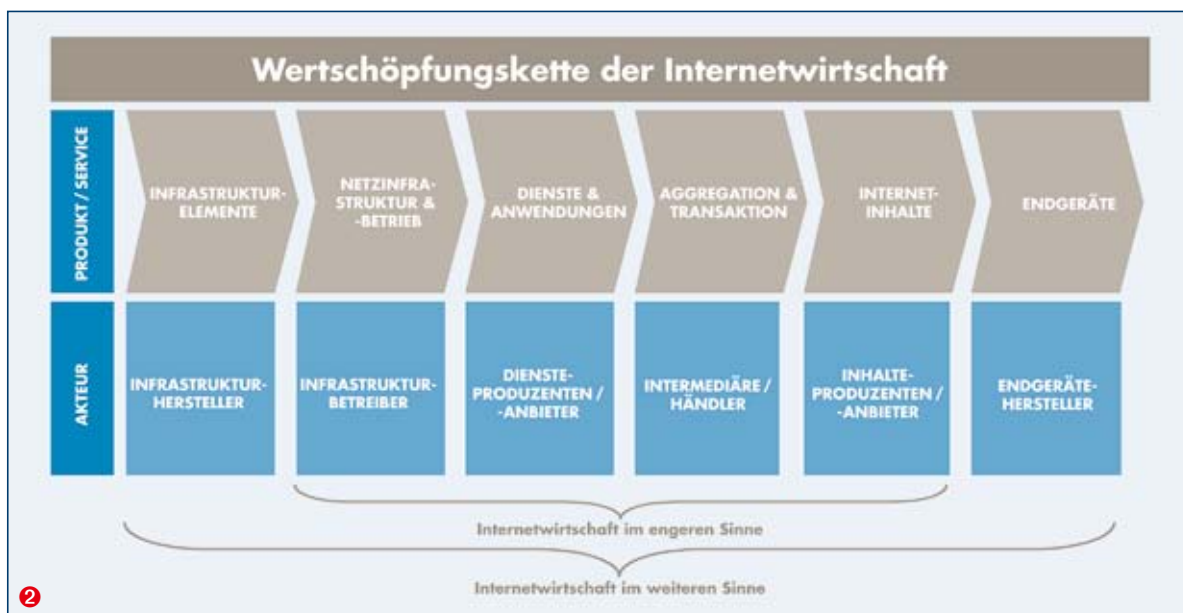 Wertschöpfungskette der Internetwirtschaft
PRODUKT / SERVICE
INFRASTRUKTUR-
ELEMENTE
NETZINFRA-
STRUKTUR &
-BETRIEB
DIENSTE &
ANWENDUNGEN
AGGREGATION &
TRANSAKTION
INTERNET-
INHALTE
ENDGERÄTE
AKTEUR
INFRASTRUKTUR-
HERSTELLER
INFRASTRUKTUR-
BETREIBER
DIENSTE-
PRODUZENTEN /
-ANBIETER
INTERMEDIÄRE /
HÄNDLER
INHALTE-
PRODUZENTEN /
-ANBIETER
ENDGERÄTE-
HERSTELLER
Internetwirtschaft im engeren Sinne
Internetwirtschaft im weiteren Sinne
2